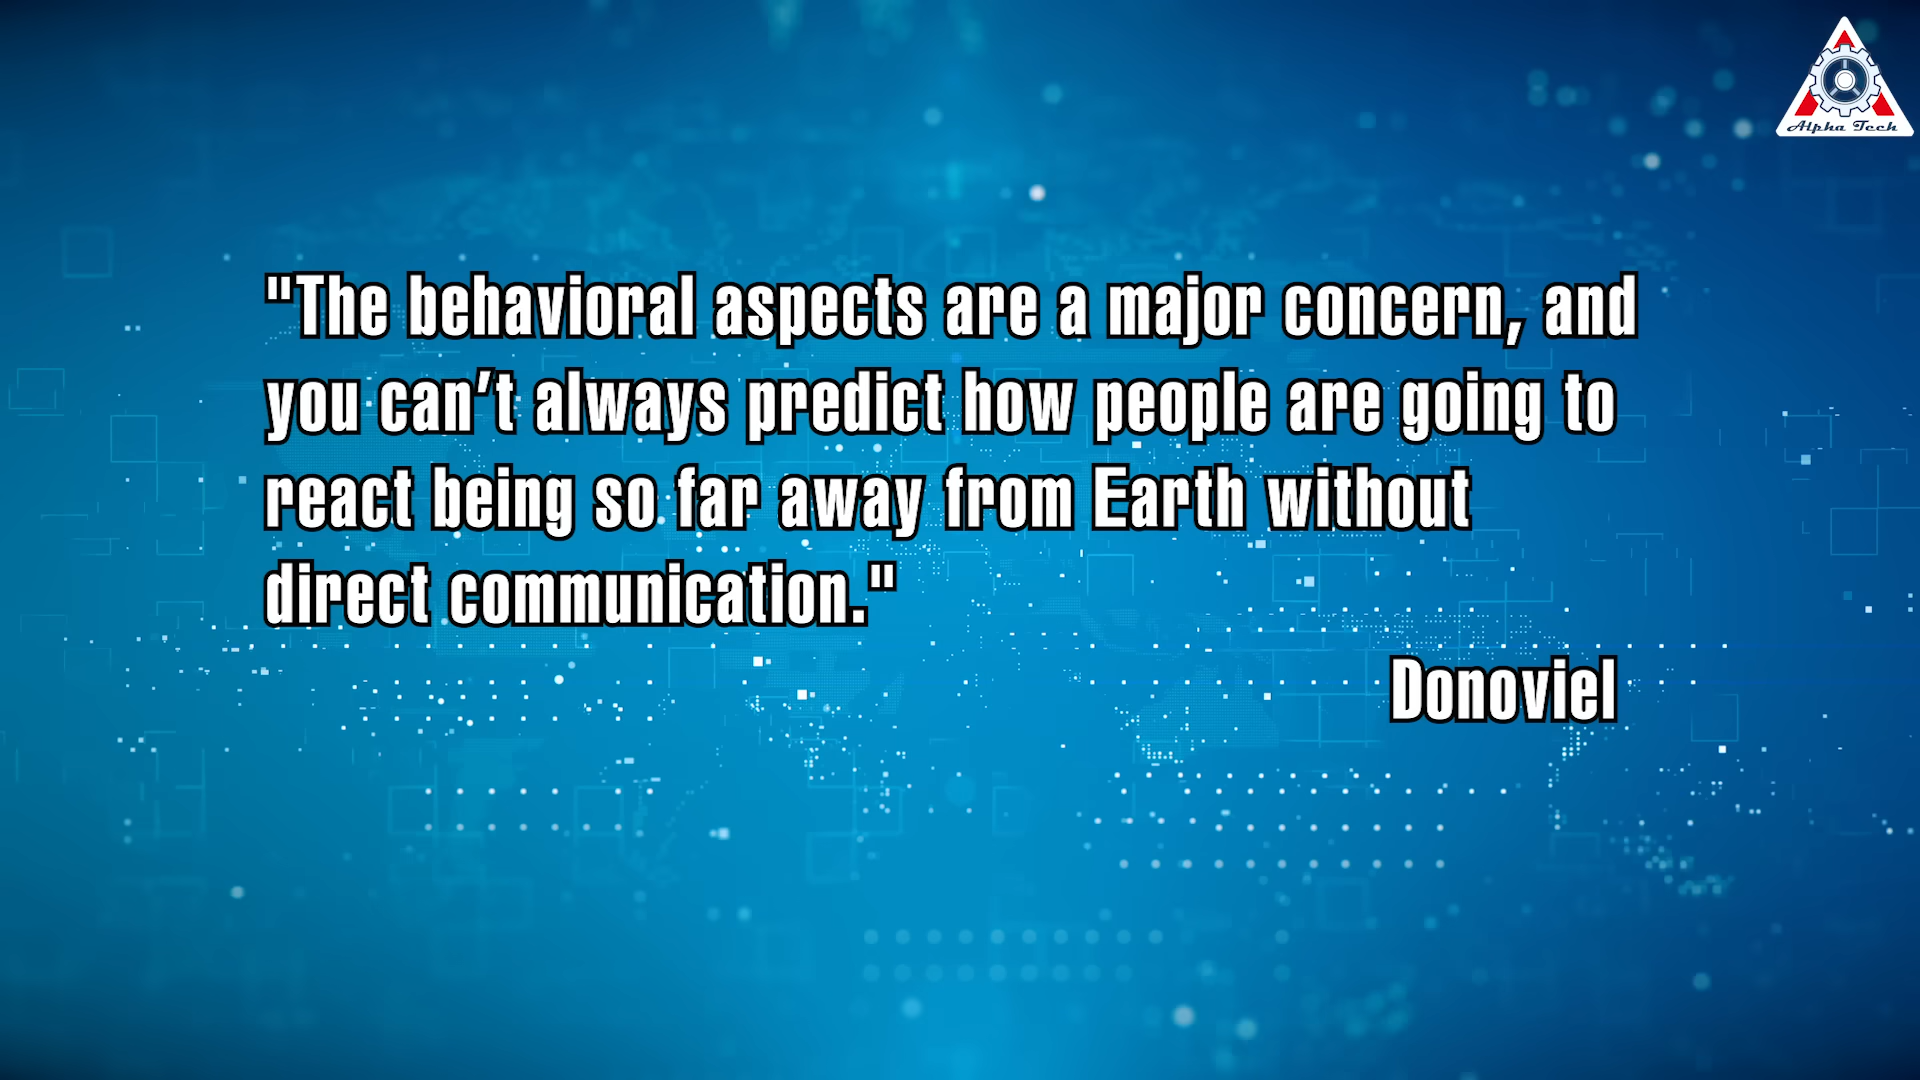 Alpha Tech
"The behavioral aspects are a major concern, and
you can’t always predict how people are going to
react being so far away from Earth without
direct communication."
Donoviel